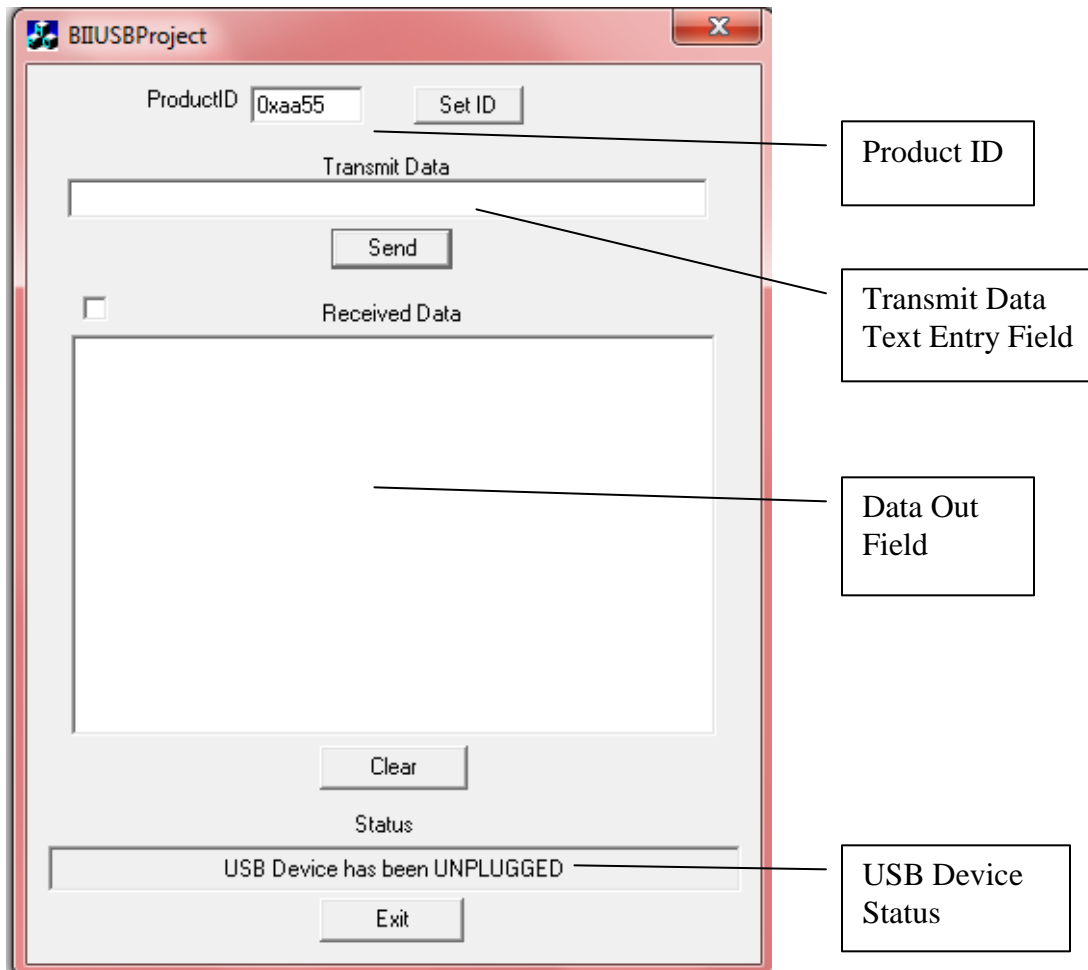 BIIUSBProject
ProductID 0xaa55 Set ID
Product ID
Transmit Data
Send
Transmit Data
Text Entry Field
Received Data
Data Out
Field
Clear
Status
USB Device has been UNPLUGGED
USB Device
Status
Exit